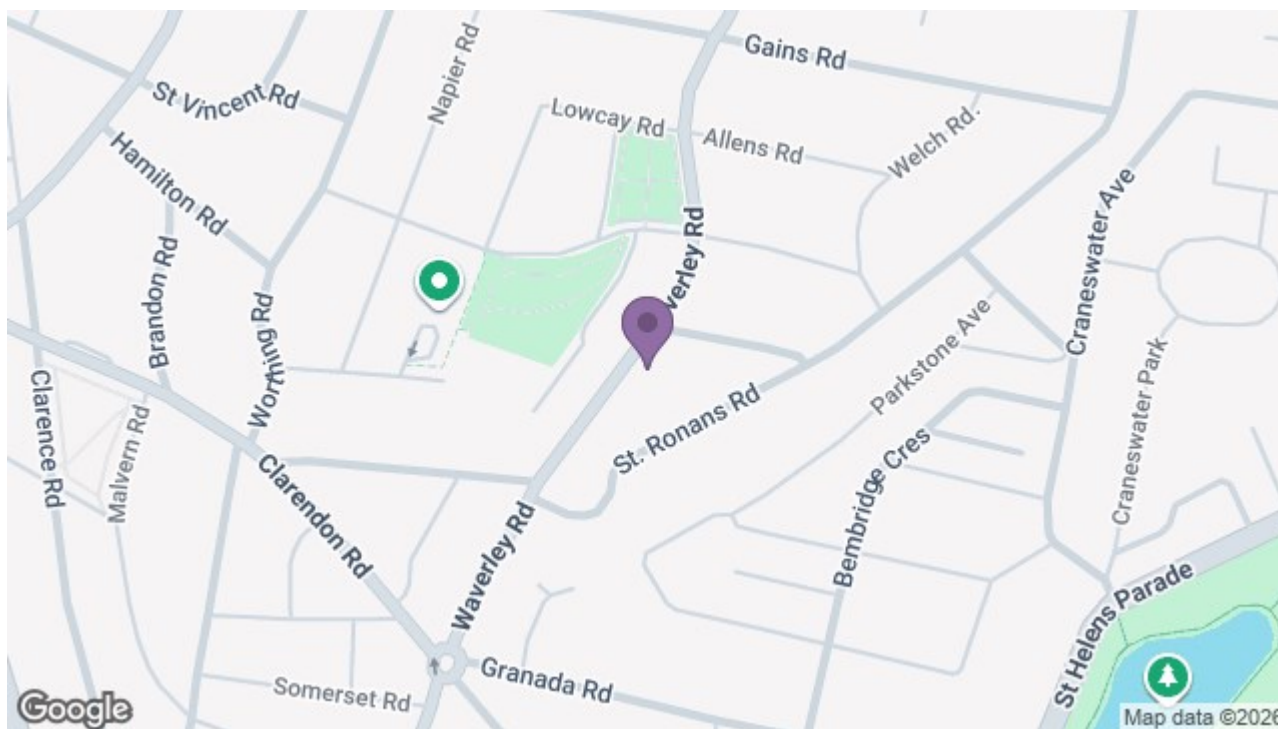 Gains Rd
Napier Rd
St Vincent Rd
Lowcay Rd
Allens Rd
Welch Rd.
Hamilton Rd
Craneswater Ave
Brandon Rd
Worthing Rd
verley Rd
Parkstone Ave
Clarence Rd
Malvern Rd
St. Ronans Rd
Craneswater Park
Clarendon Rd
Bembridge Cres
Waverley Rd
St Helens Parade
Granada Rd
Somerset Rd
Google
Map data ©2026